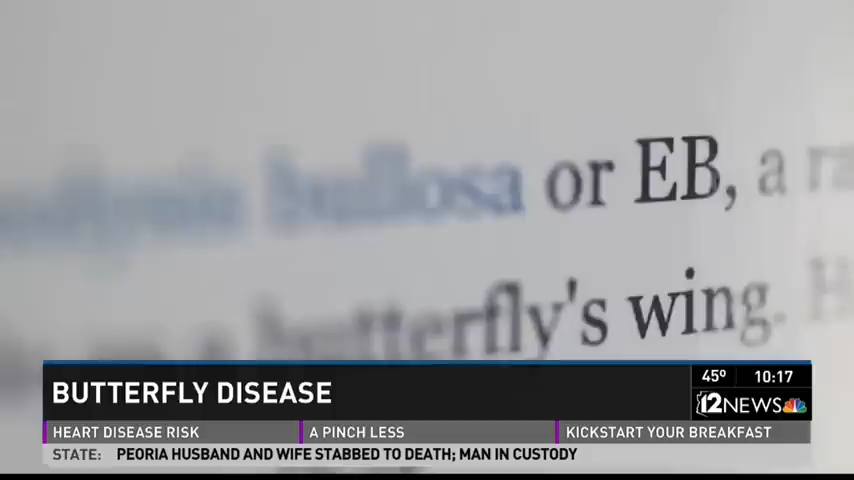 bullosa or EB, a
butterfly's wing.
BUTTERFLY DISEASE
45° 10:17
12NEWS
HEART DISEASE RISK A PINCH LESS KICKSTART YOUR BREAKFAST
STATE: PEORIA HUSBAND AND WIFE STABBED TO DEATH; MAN IN CUSTODY